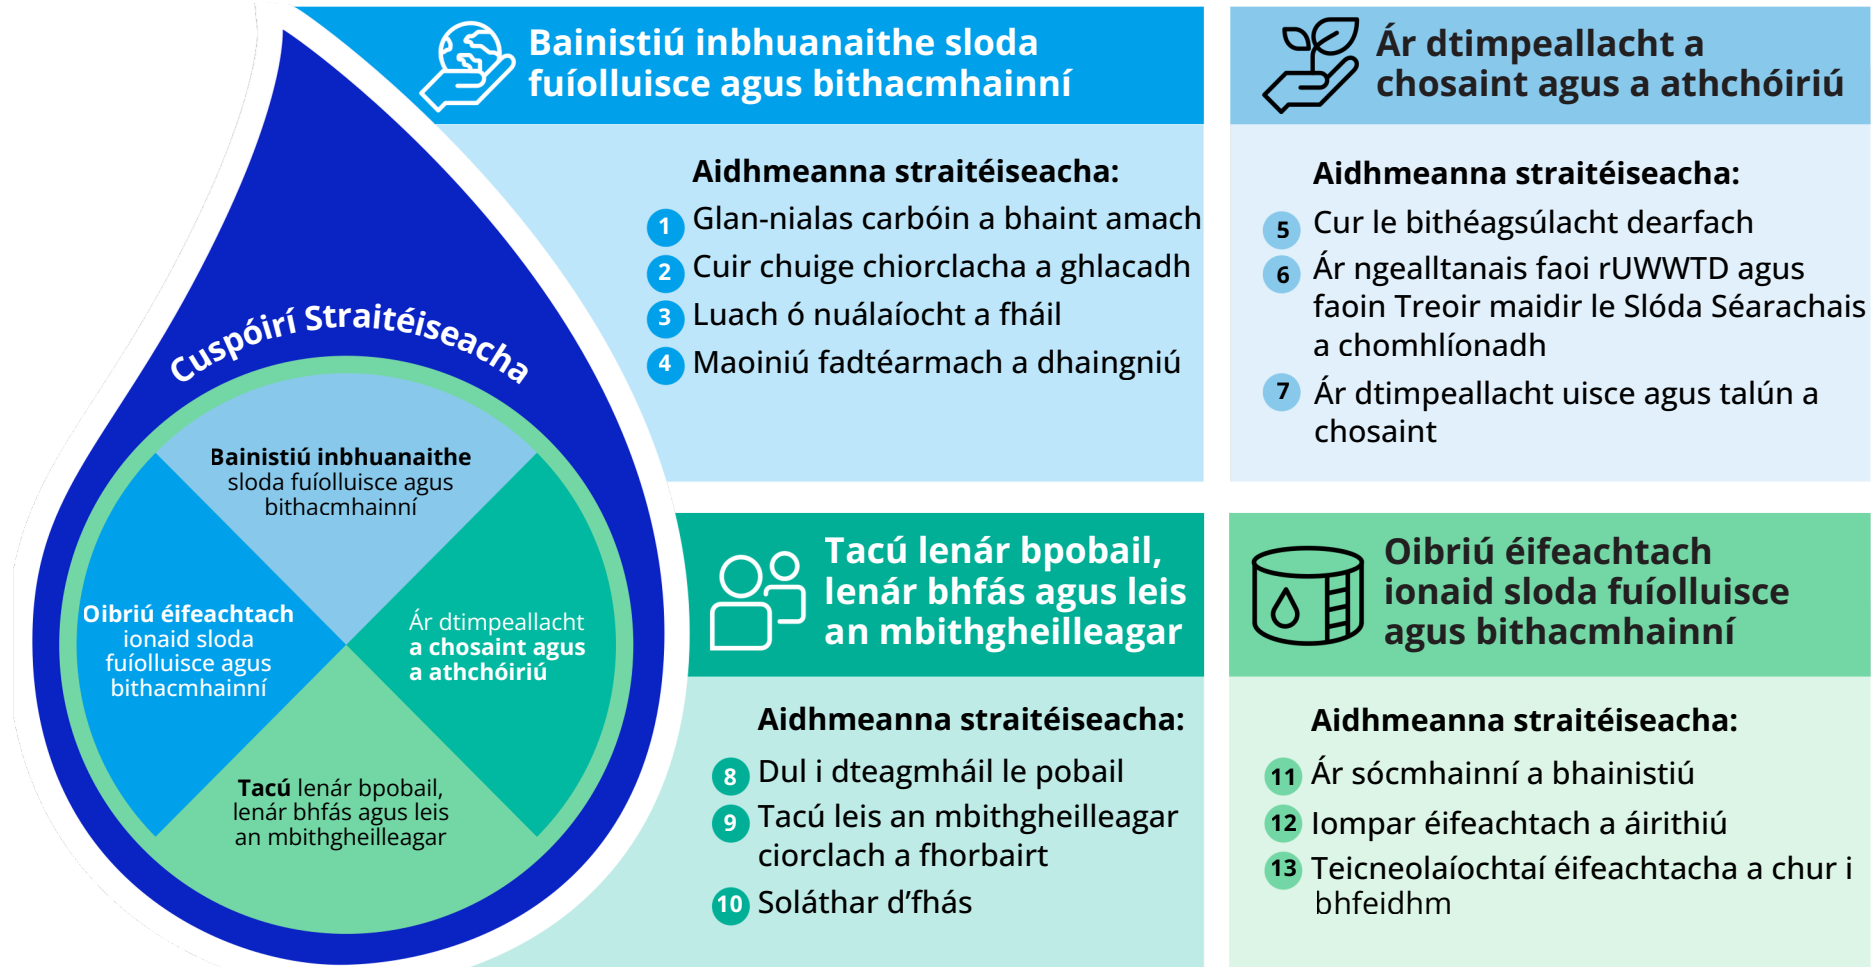 Cuspóirí Straitéiseacha
Bainistiú inbhuanaithe
sloda fuíolluisce agus
bithacmhainní
Oibriú éifeachtach
ionaid sloda
fuíolluisce agus
bithacmhainní
Ár dtimpeallacht
a chosaint agus
a athchóiriú
Tacú lenár bpobail,
lenár bhfás agus leis
an mbithgheilleagar
Bainistiú inbhuanaithe sloda
fuíolluisce agus bithacmhainní
Aidhmeanna straitéiseacha:
1 Glan-nialas carbóin a bhaint amach
2 Cuir chuige chiorclacha a ghlacadh
3 Luach ó nuálaíocht a fháil
4 Maoiniú fadtéarmach a dhaingniú
Ár dtimpeallacht a
chosaint agus a athchóiriú
Aidhmeanna straitéiseacha:
5 Cur le bithéagsúlacht dearfach
6 Ár ngealltanais faoi rUWWTD agus
faoin Treoir maidir le Slóda Séarachais
a chomhlíonadh
7 Ár dtimpeallacht uisce agus talún a
chosaint
Tacú lenár bpobail,
lenár bhfás agus leis
an mbithgheilleagar
Aidhmeanna straitéiseacha:
8 Dul i dteagmháil le pobail
9 Tacú leis an mbithgheilleagar
ciorclach a fhorbairt
10 Soláthar d'fhás
Oibriú éifeachtach
ionaid sloda fuíolluisce
agus bithacmhainní
Aidhmeanna straitéiseacha:
11 Ár sócmhainní a bhainistiú
12 Iompar éifeachtach a áirithiú
13 Teicneolaíochtaí éifeachtacha a chur i
bhfeidhm